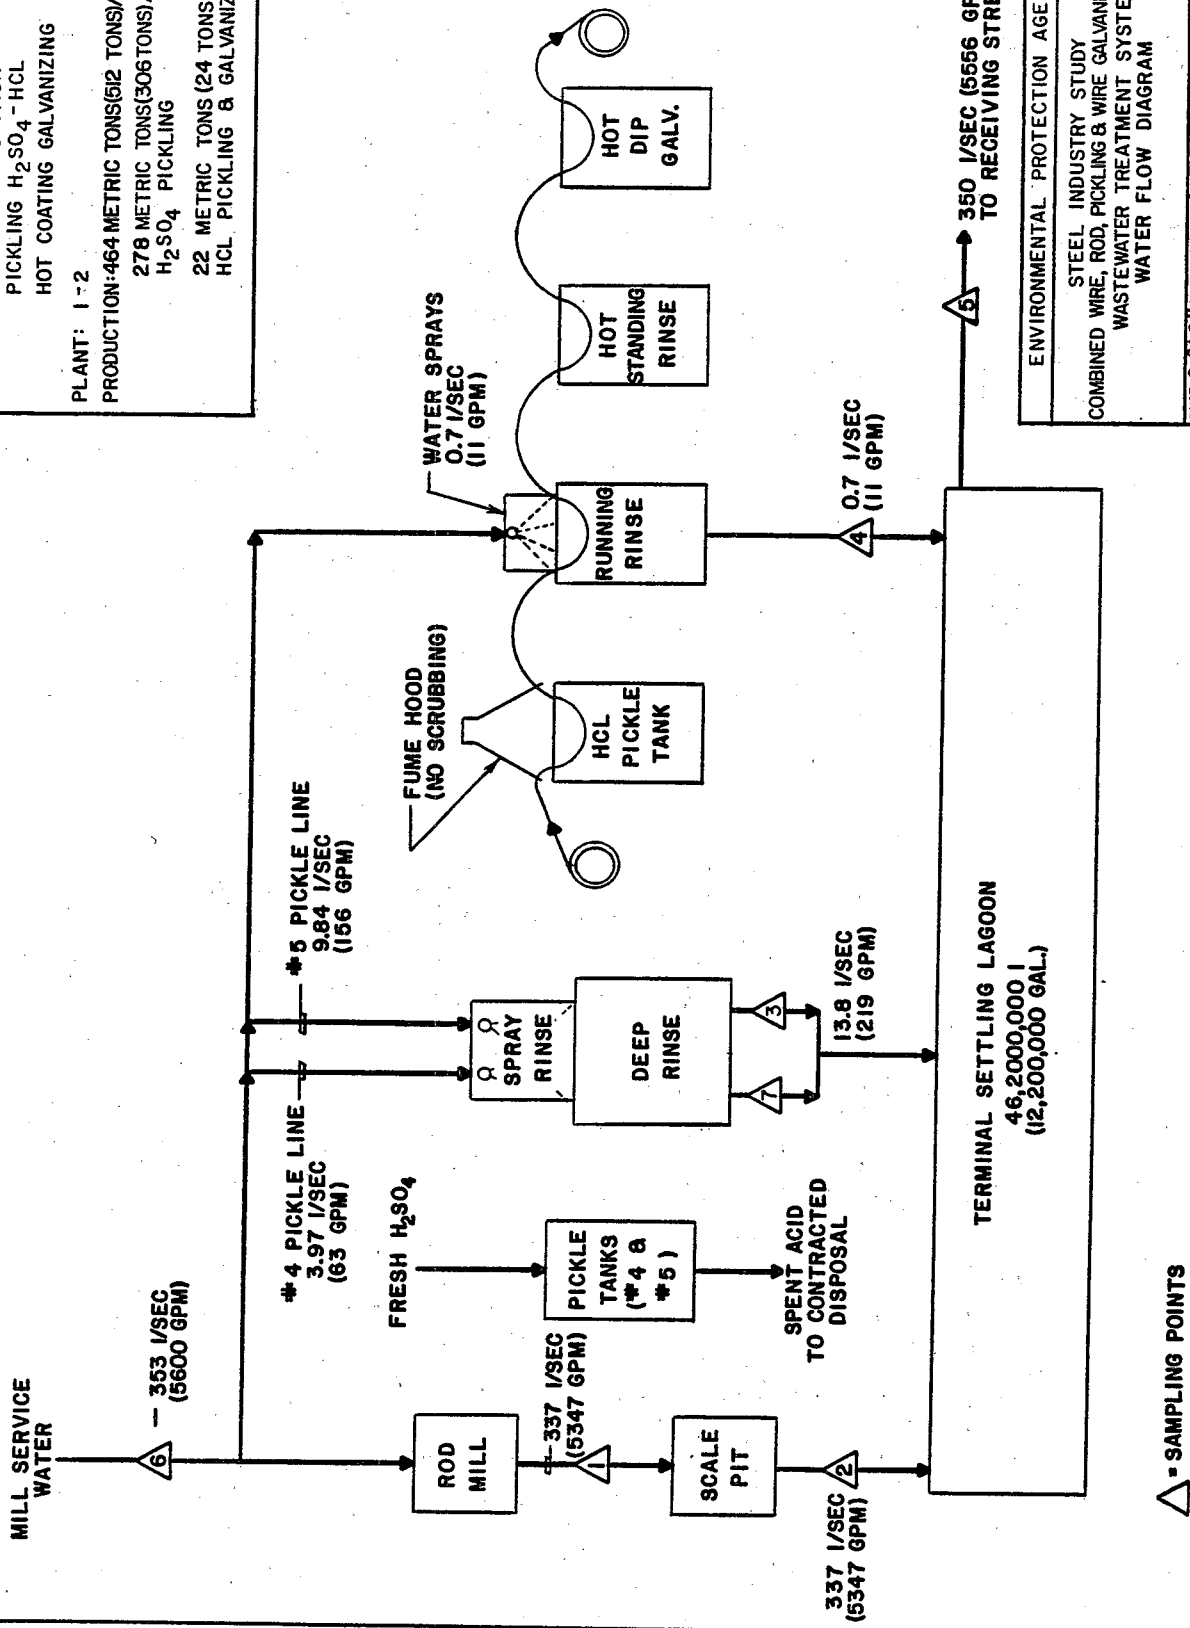 PICKLING H₂SO₄-HCL
HOT COATING GALVANIZING
PLANT: I-2
PRODUCTION: 464 METRIC TONS(512 TONS)/
278 METRIC TONS(306 TONS)/
H₂SO₄ PICKLING
22 METRIC TONS (24 TONS
HCL PICKLING & GALVANIZ
MILL SERVICE
WATER
6
353 l/SEC
(5600 GPM)
#4 PICKLE LINE
3.97 l/SEC
(63 GPM)
#5 PICKLE LINE
9.84 l/SEC
(156 GPM)
WATER SPRAYS
0.7 l/SEC
(11 GPM)
FUME HOOD
(NO SCRUBBING)
FRESH H₂SO₄
ROD
MILL
337 l/SEC
(5347 GPM)
1
SCALE
PIT
337 l/SEC
(5347 GPM)
2
PICKLE
TANKS
(#4 &
#5)
SPENT ACID
TO CONTRACTED
DISPOSAL
SPRAY
RINSE
DEEP
RINSE
7
3
13.8 l/SEC
(219 GPM)
HCL
PICKLE
TANK
RUNNING
RINSE
HOT
STANDING
RINSE
HOT
DIP
GALV.
4
0.7 l/SEC
(11 GPM)
TERMINAL SETTLING LAGOON
46,2000,000 l
(12,200,000 GAL.)
5
350 l/SEC (5556 GP
TO RECEIVING STRE
△ = SAMPLING POINTS
ENVIRONMENTAL PROTECTION AGE
STEEL INDUSTRY STUDY
COMBINED WIRE, ROD, PICKLING & WIRE GALVANI
WASTEWATER TREATMENT SYSTE
WATER FLOW DIAGRAM